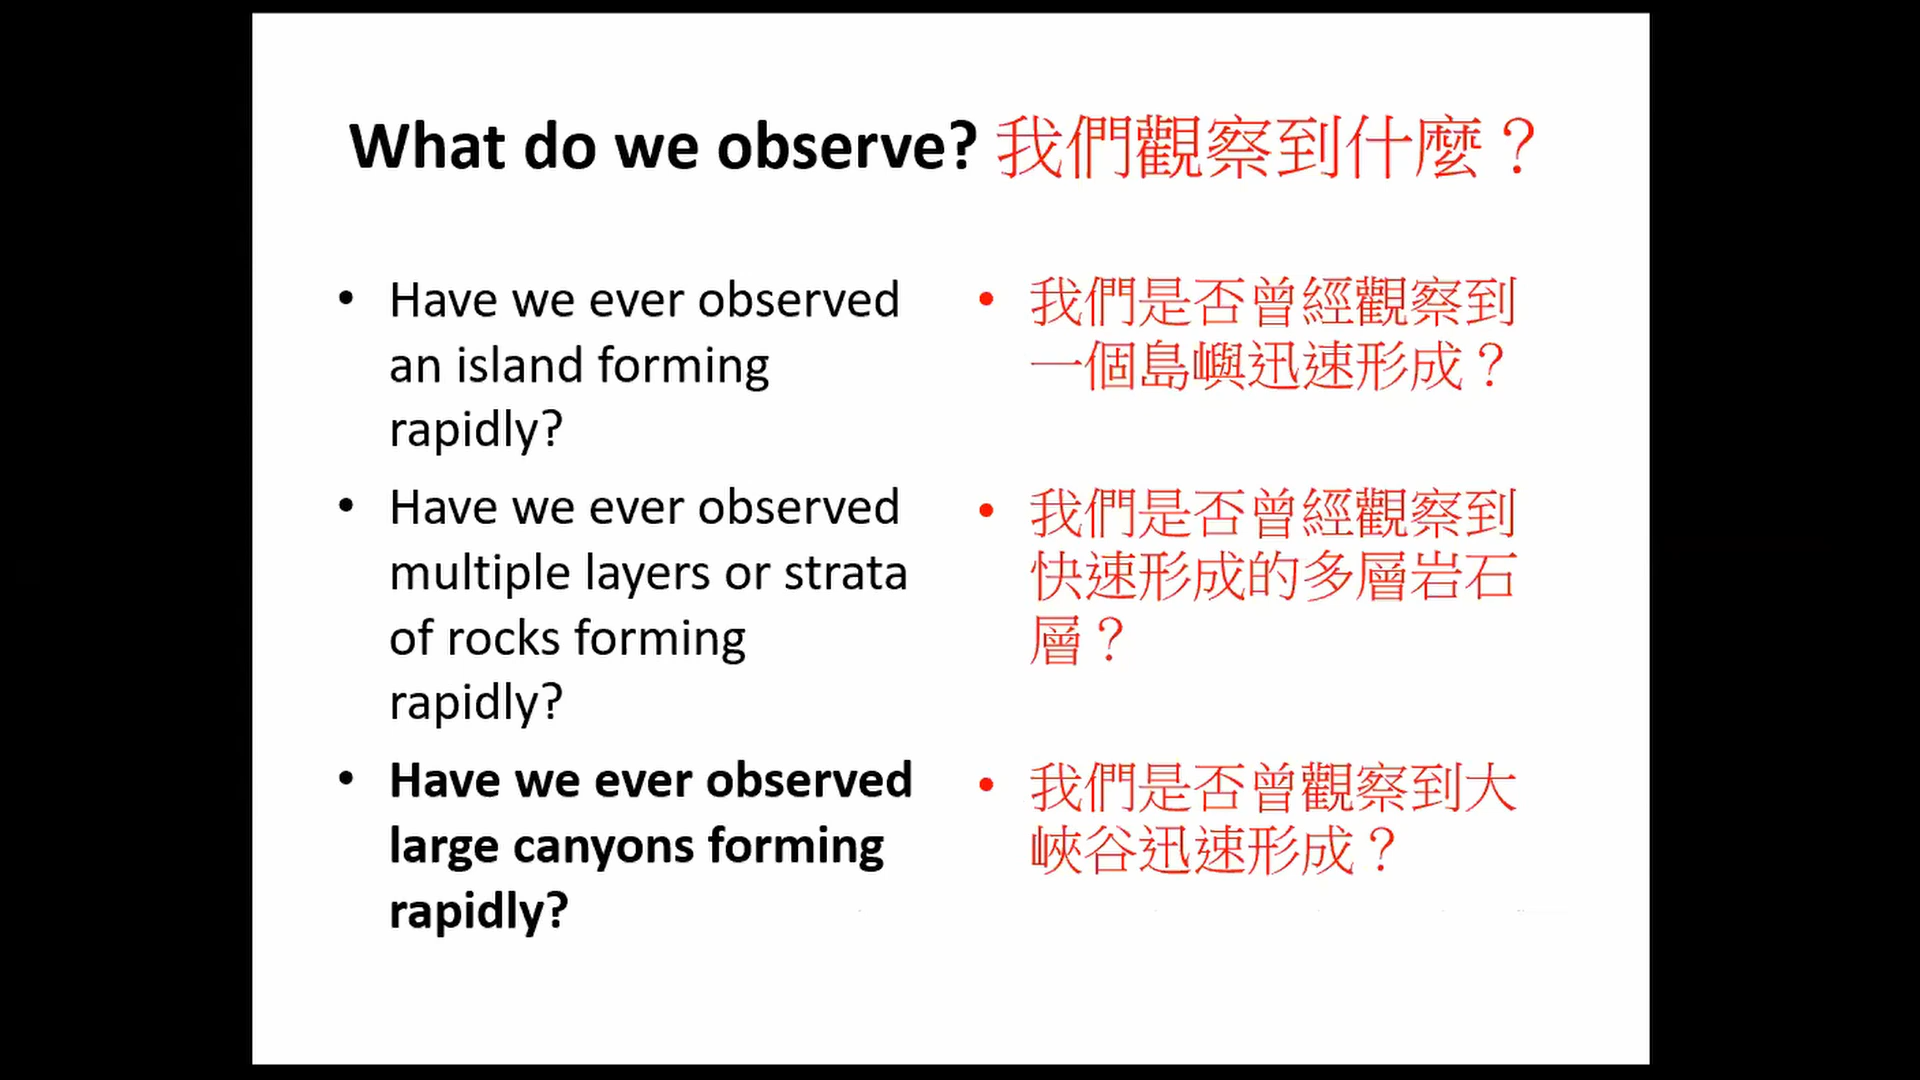 What do we observe? 我們觀察到什麼？
• Have we ever observed
an island forming
rapidly?
• Have we ever observed
multiple layers or strata
of rocks forming
rapidly?
• Have we ever observed
large canyons forming
rapidly?
• 我們是否曾經觀察到
一個島嶼迅速形成？
• 我們是否曾經觀察到
快速形成的多層岩石
層？
• 我們是否曾觀察到大
峽谷迅速形成？